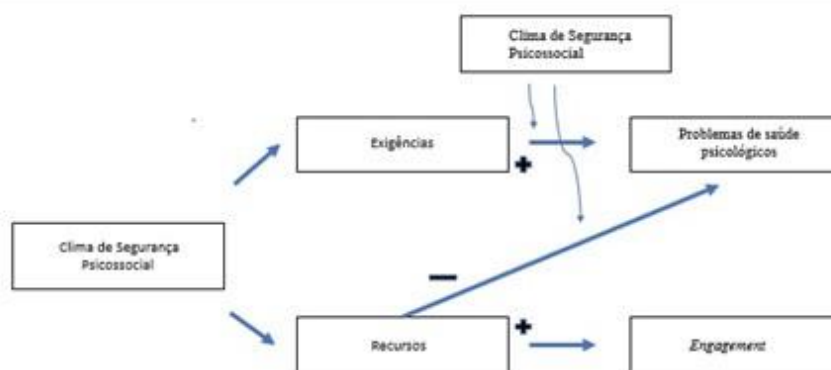 Clima de Segurança
Psicossocial
Exigências
Problemas de saúde
psicológicos
+
Clima de Segurança
Psicossocial
−
Recursos
+
Engagement